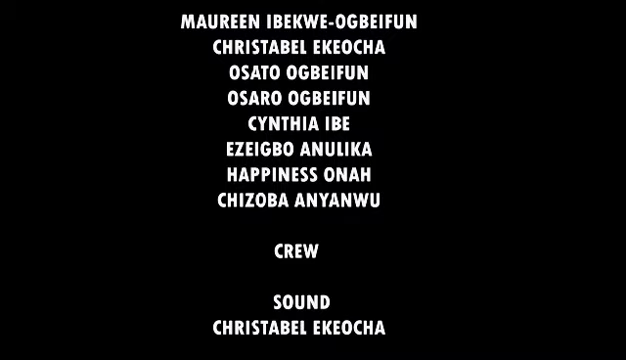 MAUREEN IBEKWE-OGBEIFUN
CHRISTABEL EKEOCHA
OSATO OGBEIFUN
OSARO OGBEIFUN
CYNTHIA IBE
EZEIGBO ANULIKA
HAPPINESS ONAH
CHIZOBA ANYANWU
CREW
SOUND
CHRISTABEL EKEOCHA